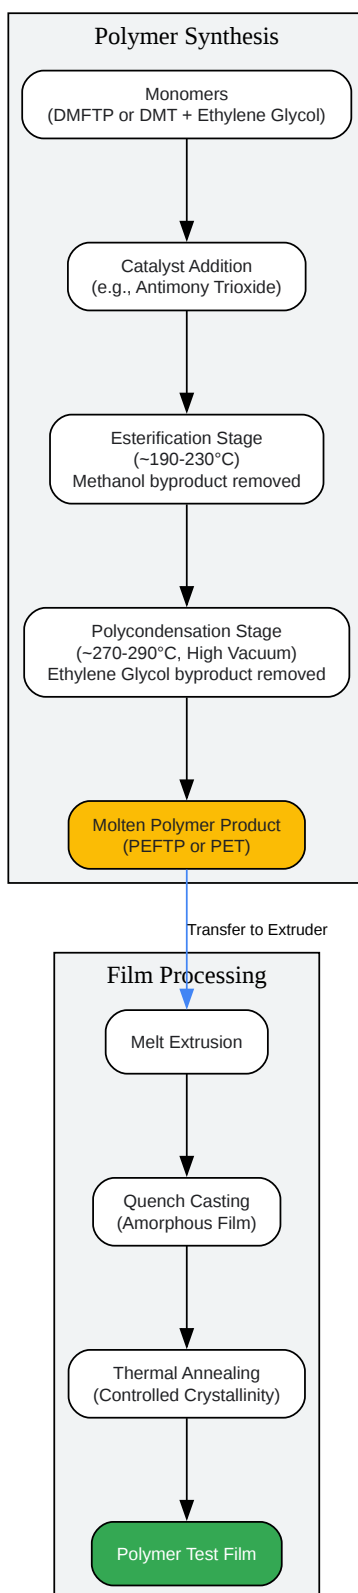 Polymer Synthesis
Monomers
(DMFTP or DMT + Ethylene Glycol)
Catalyst Addition
(e.g., Antimony Trioxide)
Esterification Stage
(~190-230°C)
Methanol byproduct removed
Polycondensation Stage
(~270-290°C, High Vacuum)
Ethylene Glycol byproduct removed
Molten Polymer Product
(PEFTP or PET)
Transfer to Extruder
Film Processing
Melt Extrusion
Quench Casting
(Amorphous Film)
Thermal Annealing
(Controlled Crystallinity)
Polymer Test Film